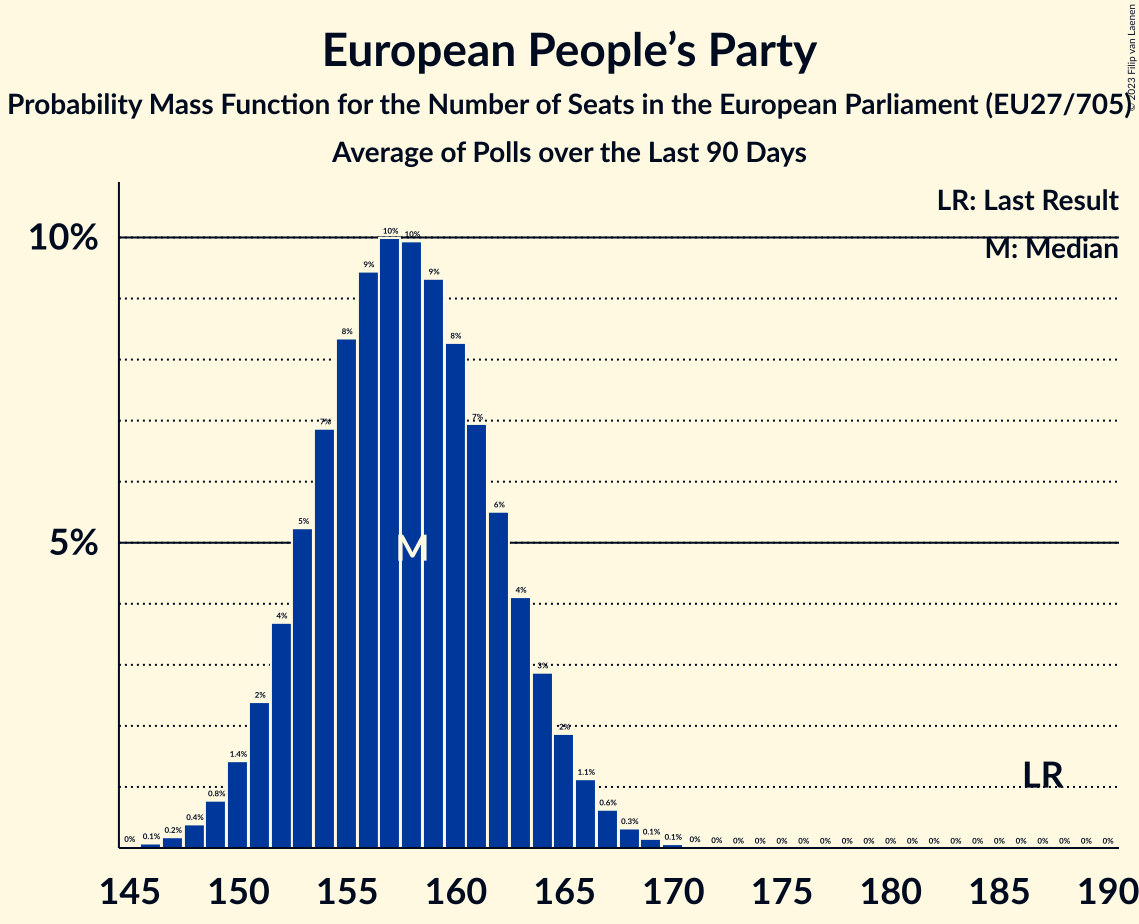 European People’s Party
Probability Mass Function for the Number of Seats in the European Parliament (EU27/705)
Average of Polls over the Last 90 Days
© 2023 Filip van Laenen
LR: Last Result
M: Median
10%
5%
0% 0.1% 0.2% 0.4% 0.8% 1.4% 2% 4% 5% 7% 8% 9% 10% 10% 9% 8% 7% 6% 4% 3% 2% 1.1% 0.6% 0.3% 0.1% 0.1% 0% 0% 0% 0% 0% 0% 0% 0% 0% 0% 0% 0% 0% 0% 0% 0% 0% 0% 0% 0%
M
LR
145 150 155 160 165 170 175 180 185 190